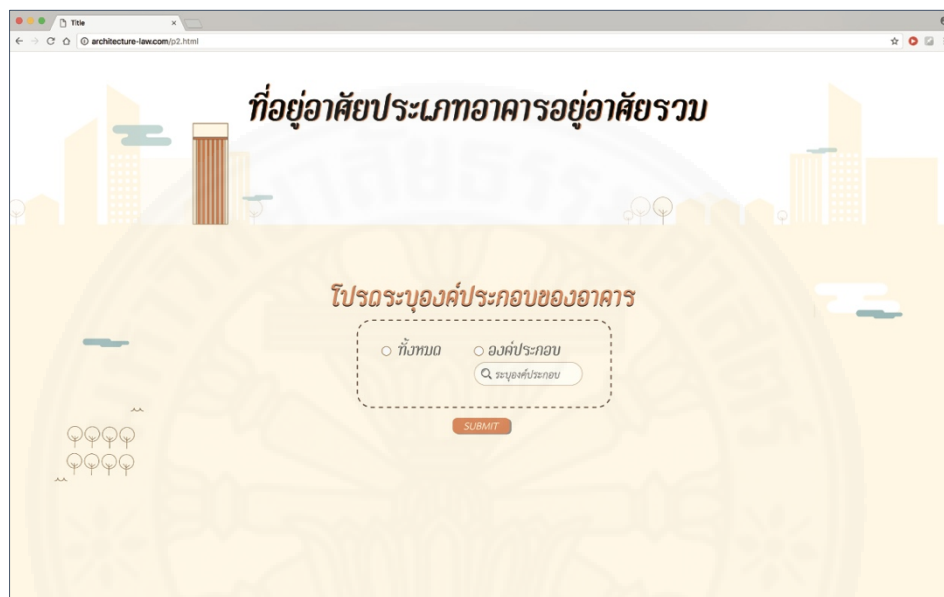 Title
architecture-law.com/p2.html
ที่อยู่อาศัยประเภทอาคารอยู่อาศัยรวม
โปรดระบุองค์ประกอบของอาคาร
ทั้งหมด องค์ประกอบ
ระบุองค์ประกอบ
SUBMIT